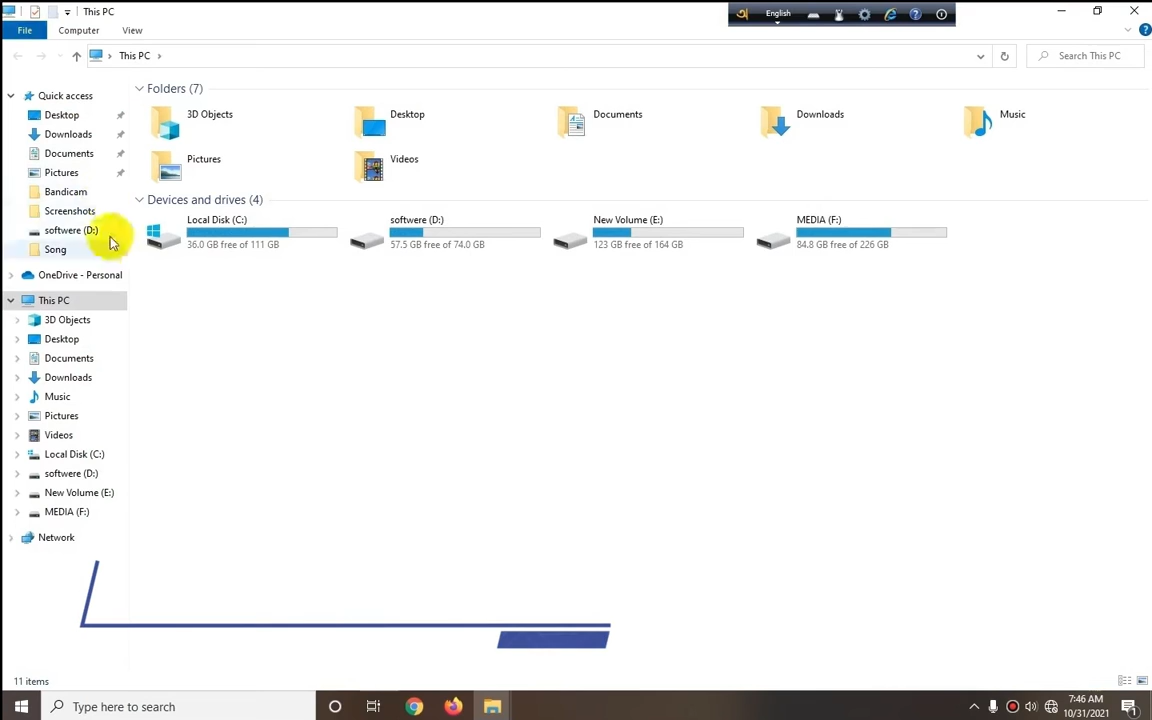 This PC
English
File
Computer
View
This PC
Search This PC
Quick access
Desktop
Downloads
Documents
Pictures
Bandicam
Screenshots
softwere (D:)
Song
OneDrive - Personal
This PC
3D Objects
Desktop
Documents
Downloads
Music
Pictures
Videos
Local Disk (C:)
softwere (D:)
New Volume (E:)
MEDIA (F:)
Network
Folders (7)
3D Objects
Desktop
Documents
Downloads
Music
Pictures
Videos
Devices and drives (4)
Local Disk (C:)
36.0 GB free of 111 GB
softwere (D:)
57.5 GB free of 74.0 GB
New Volume (E:)
123 GB free of 164 GB
MEDIA (F:)
84.8 GB free of 226 GB
11 items
Type here to search
7:46 AM
10/31/2021
1